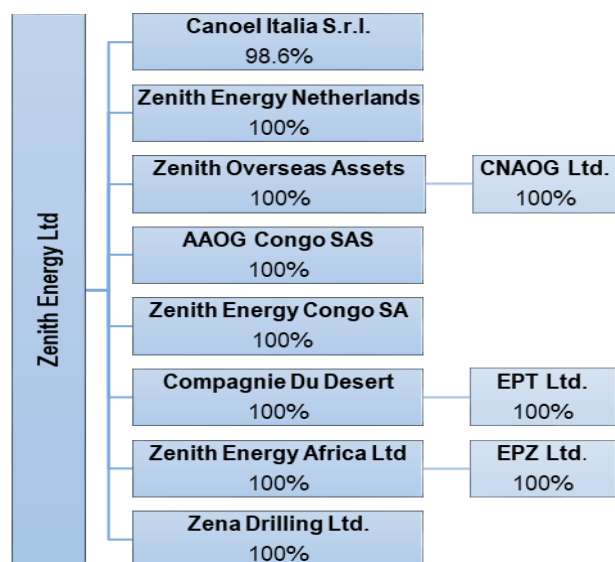 Zenith Energy Ltd
Canoel Italia S.r.l.
98.6%
Zenith Energy Netherlands
100%
Zenith Overseas Assets
100%
CNAOG Ltd.
100%
AAOG Congo SAS
100%
Zenith Energy Congo SA
100%
Compagnie Du Desert
100%
EPT Ltd.
100%
Zenith Energy Africa Ltd
100%
EPZ Ltd.
100%
Zena Drilling Ltd.
100%